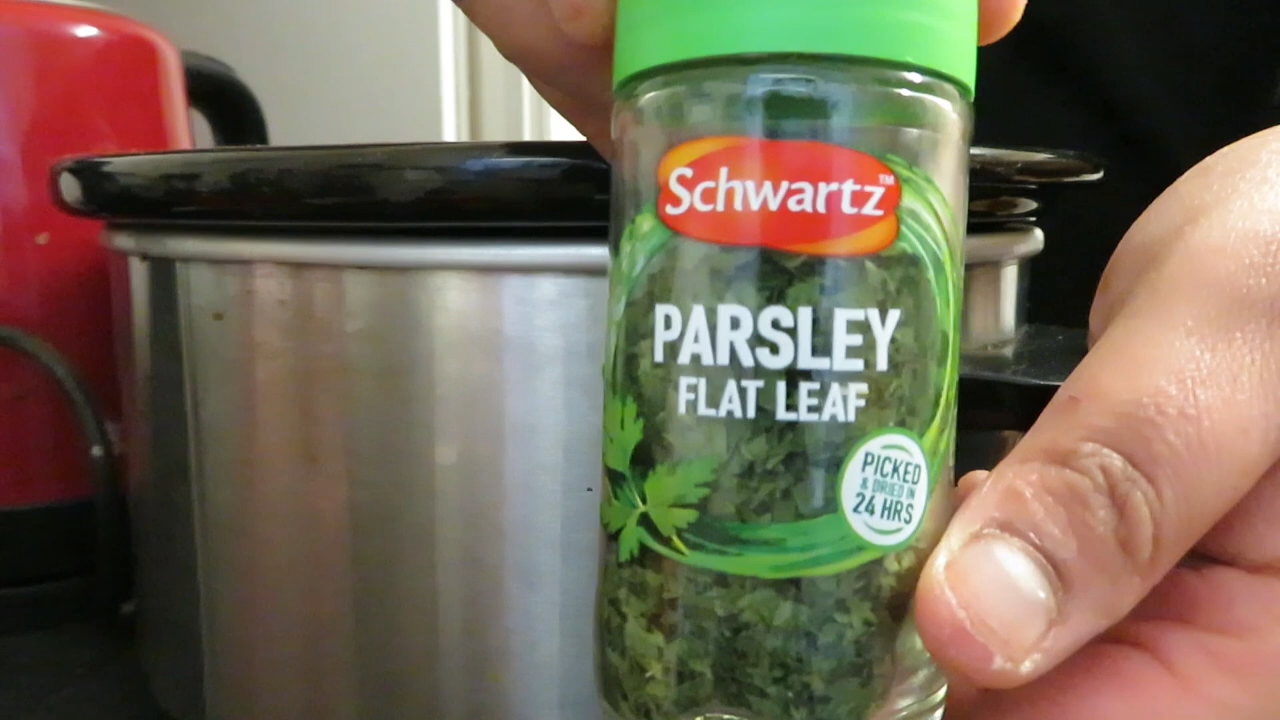 Schwartz™
PARSLEY
FLAT LEAF
PICKED
& DRIED IN
24 HRS